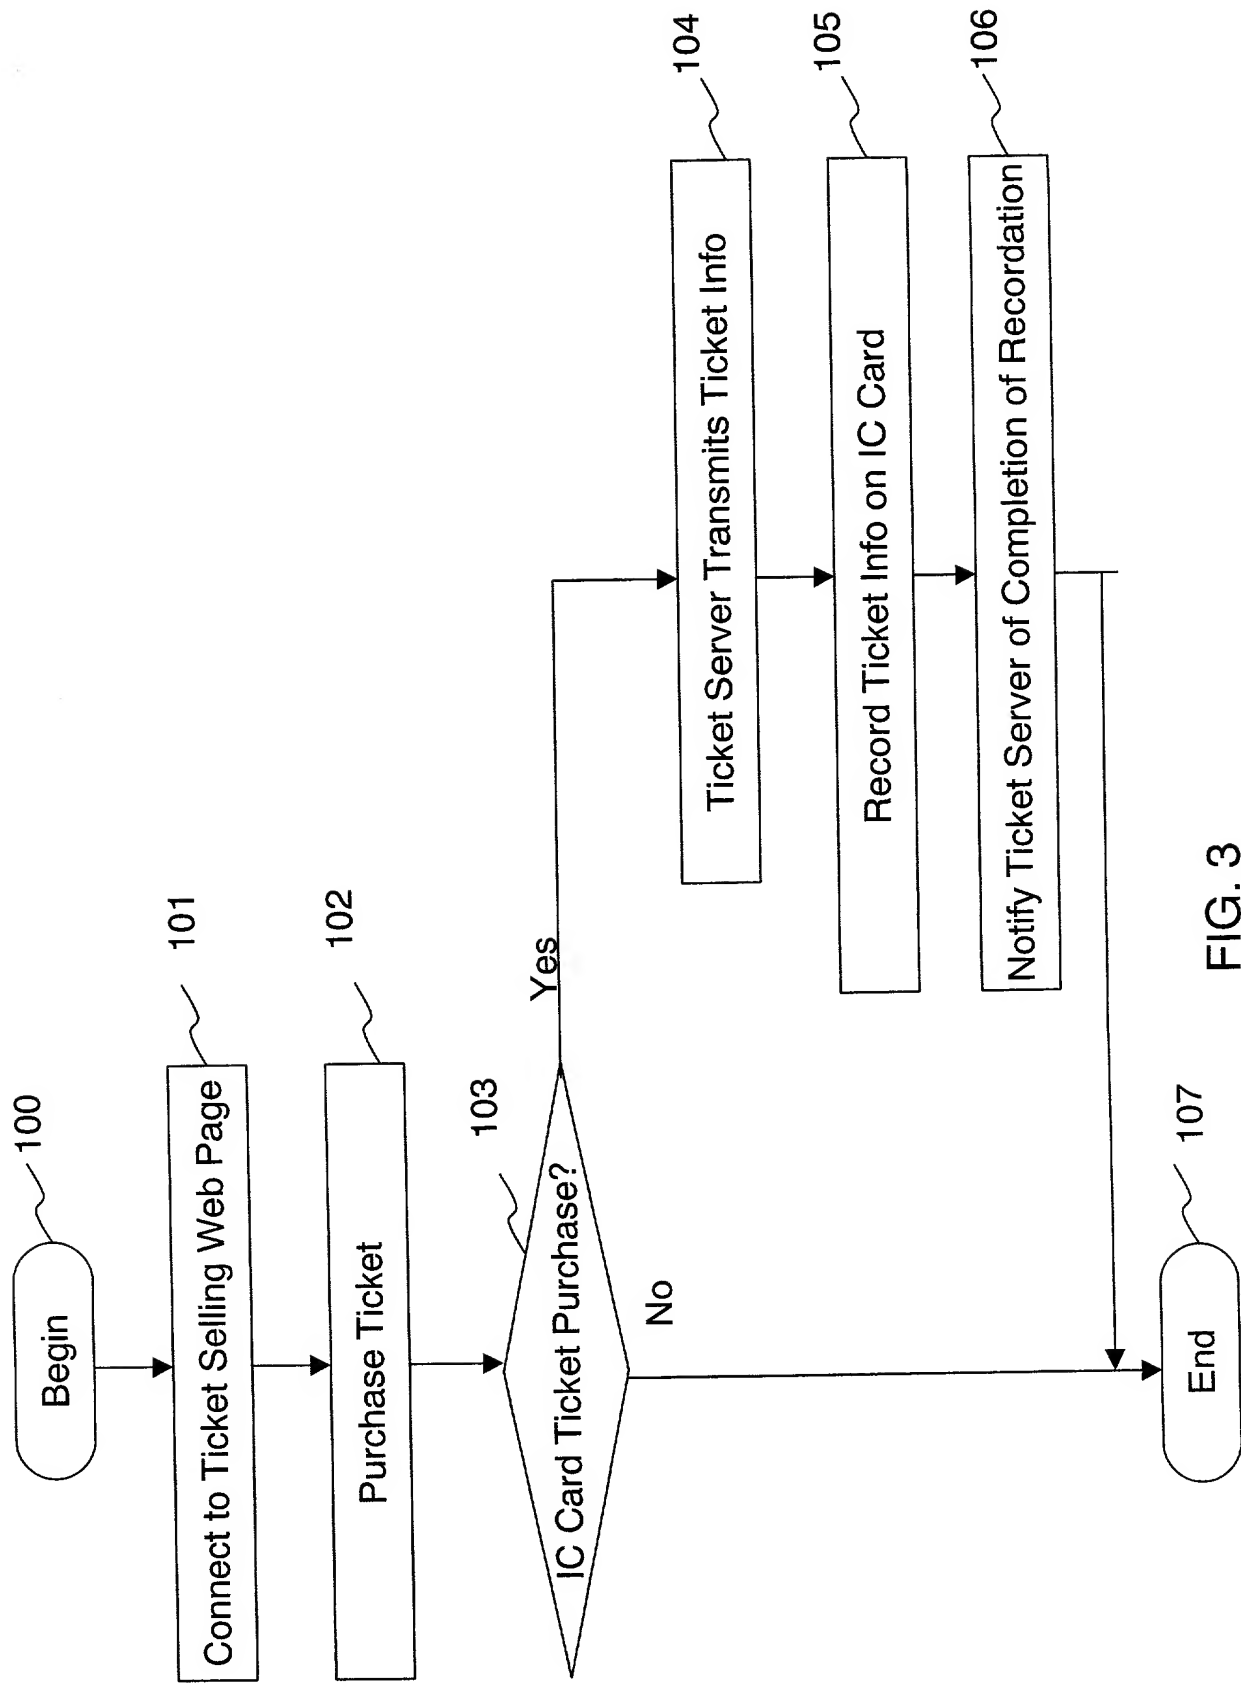 Begin
100
Connect to Ticket Selling Web Page
101
Purchase Ticket
102
IC Card Ticket Purchase?
103
Yes
No
Ticket Server Transmits Ticket Info
104
Record Ticket Info on IC Card
105
Notify Ticket Server of Completion of Recordation
106
End
107
FIG. 3